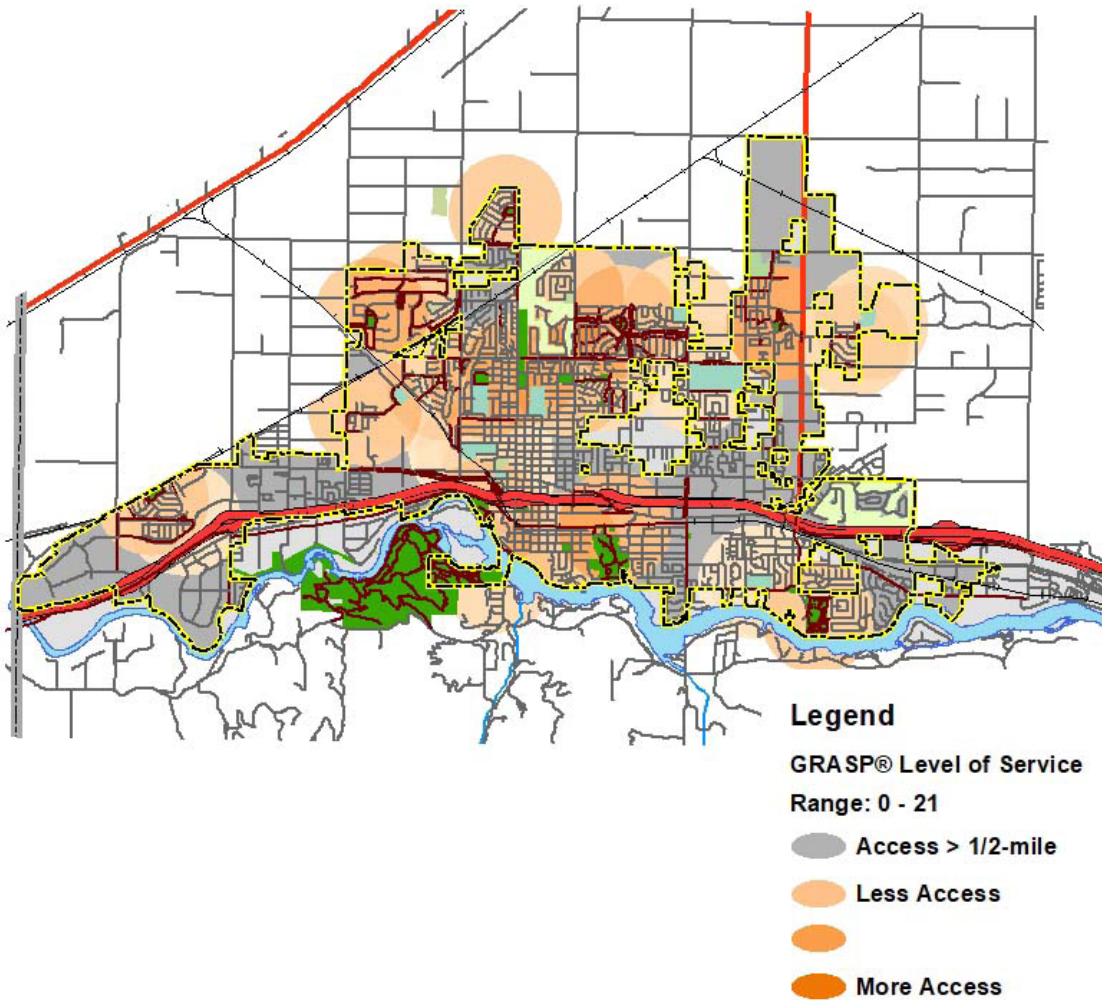 Legend
GRASP® Level of Service
Range: 0 - 21
Access > 1/2-mile
Less Access
More Access